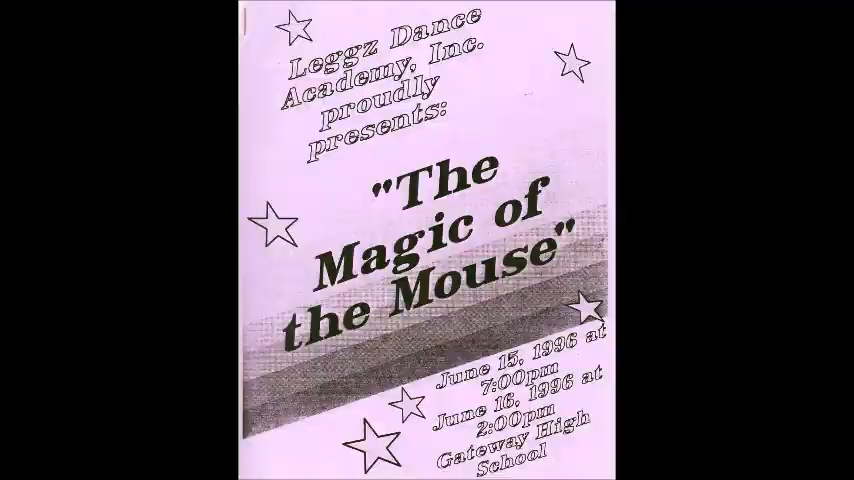 Leggz Dance
Academy, Inc.
proudly
presents:
"The
Magic of
the Mouse"
June 15, 1996 at
7:00pm
June 16, 1996 at
2:00pm
Gateway High
School